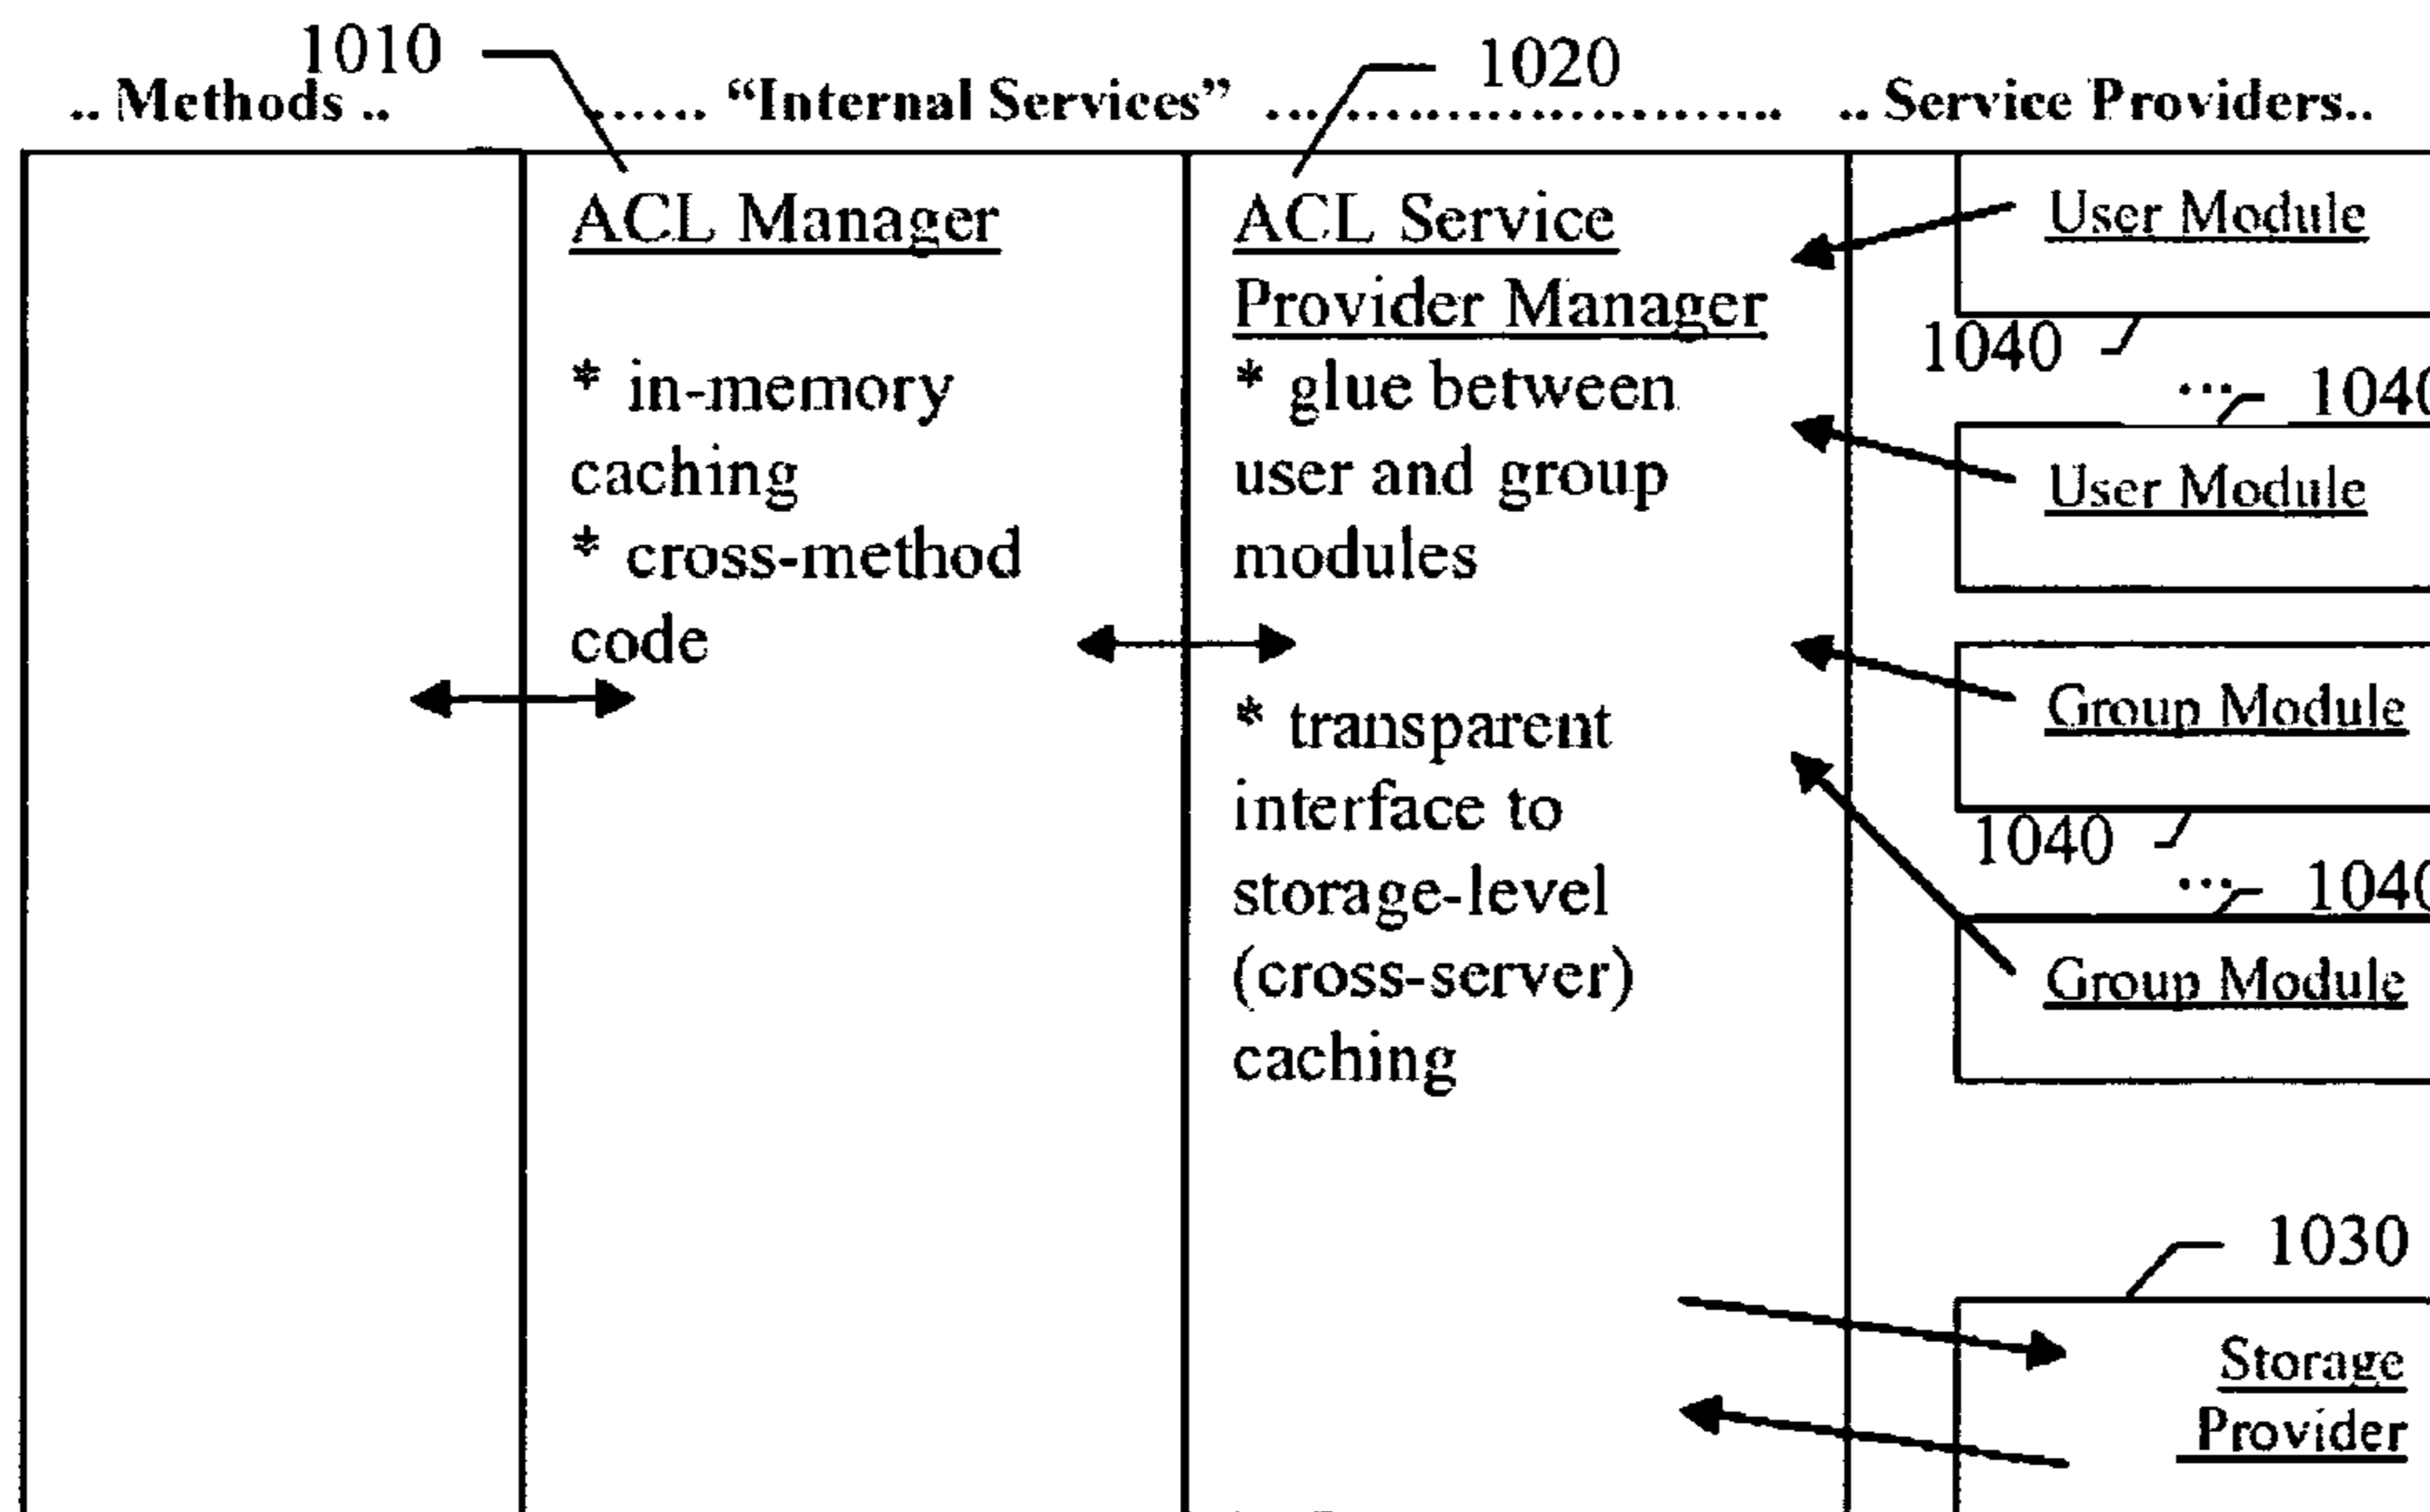 1010
1020
.. Methods ..
...... “Internal Services” ..........................
.. Service Providers..
ACL Manager
* in-memory
caching
* cross-method
code
ACL Service
Provider Manager
* glue between
user and group
modules
* transparent
interface to
storage-level
(cross-server)
caching
User Module
1040
... 1040
User Module
Group Module
1040
... 1040
Group Module
1030
Storage
Provider